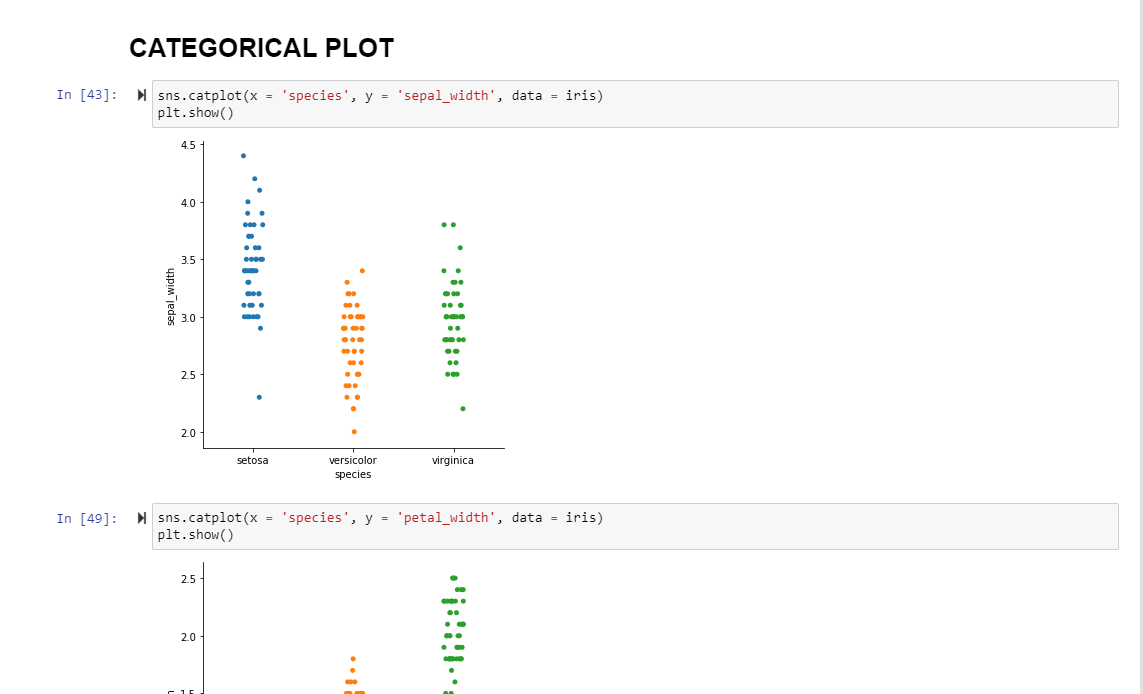 CATEGORICAL PLOT
In [43]:
sns.catplot(x = 'species', y = 'sepal_width', data = iris)
plt.show()
4.5
4.0
3.5
3.0
2.5
2.0
sepal_width
setosa versicolor virginica
species
In [49]:
sns.catplot(x = 'species', y = 'petal_width', data = iris)
plt.show()
2.5
2.0
1.5